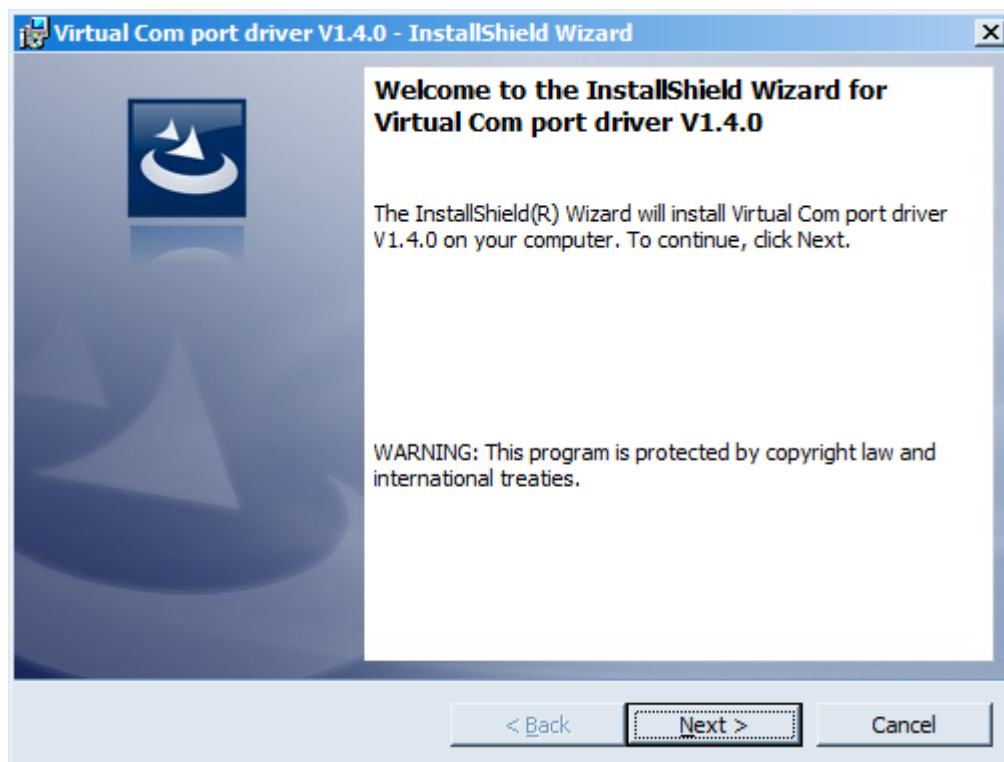 Virtual Com port driver V1.4.0 - InstallShield Wizard
Welcome to the InstallShield Wizard for
Virtual Com port driver V1.4.0
The InstallShield(R) Wizard will install Virtual Com port driver
V1.4.0 on your computer. To continue, click Next.
WARNING: This program is protected by copyright law and
international treaties.
< Back
Next >
Cancel